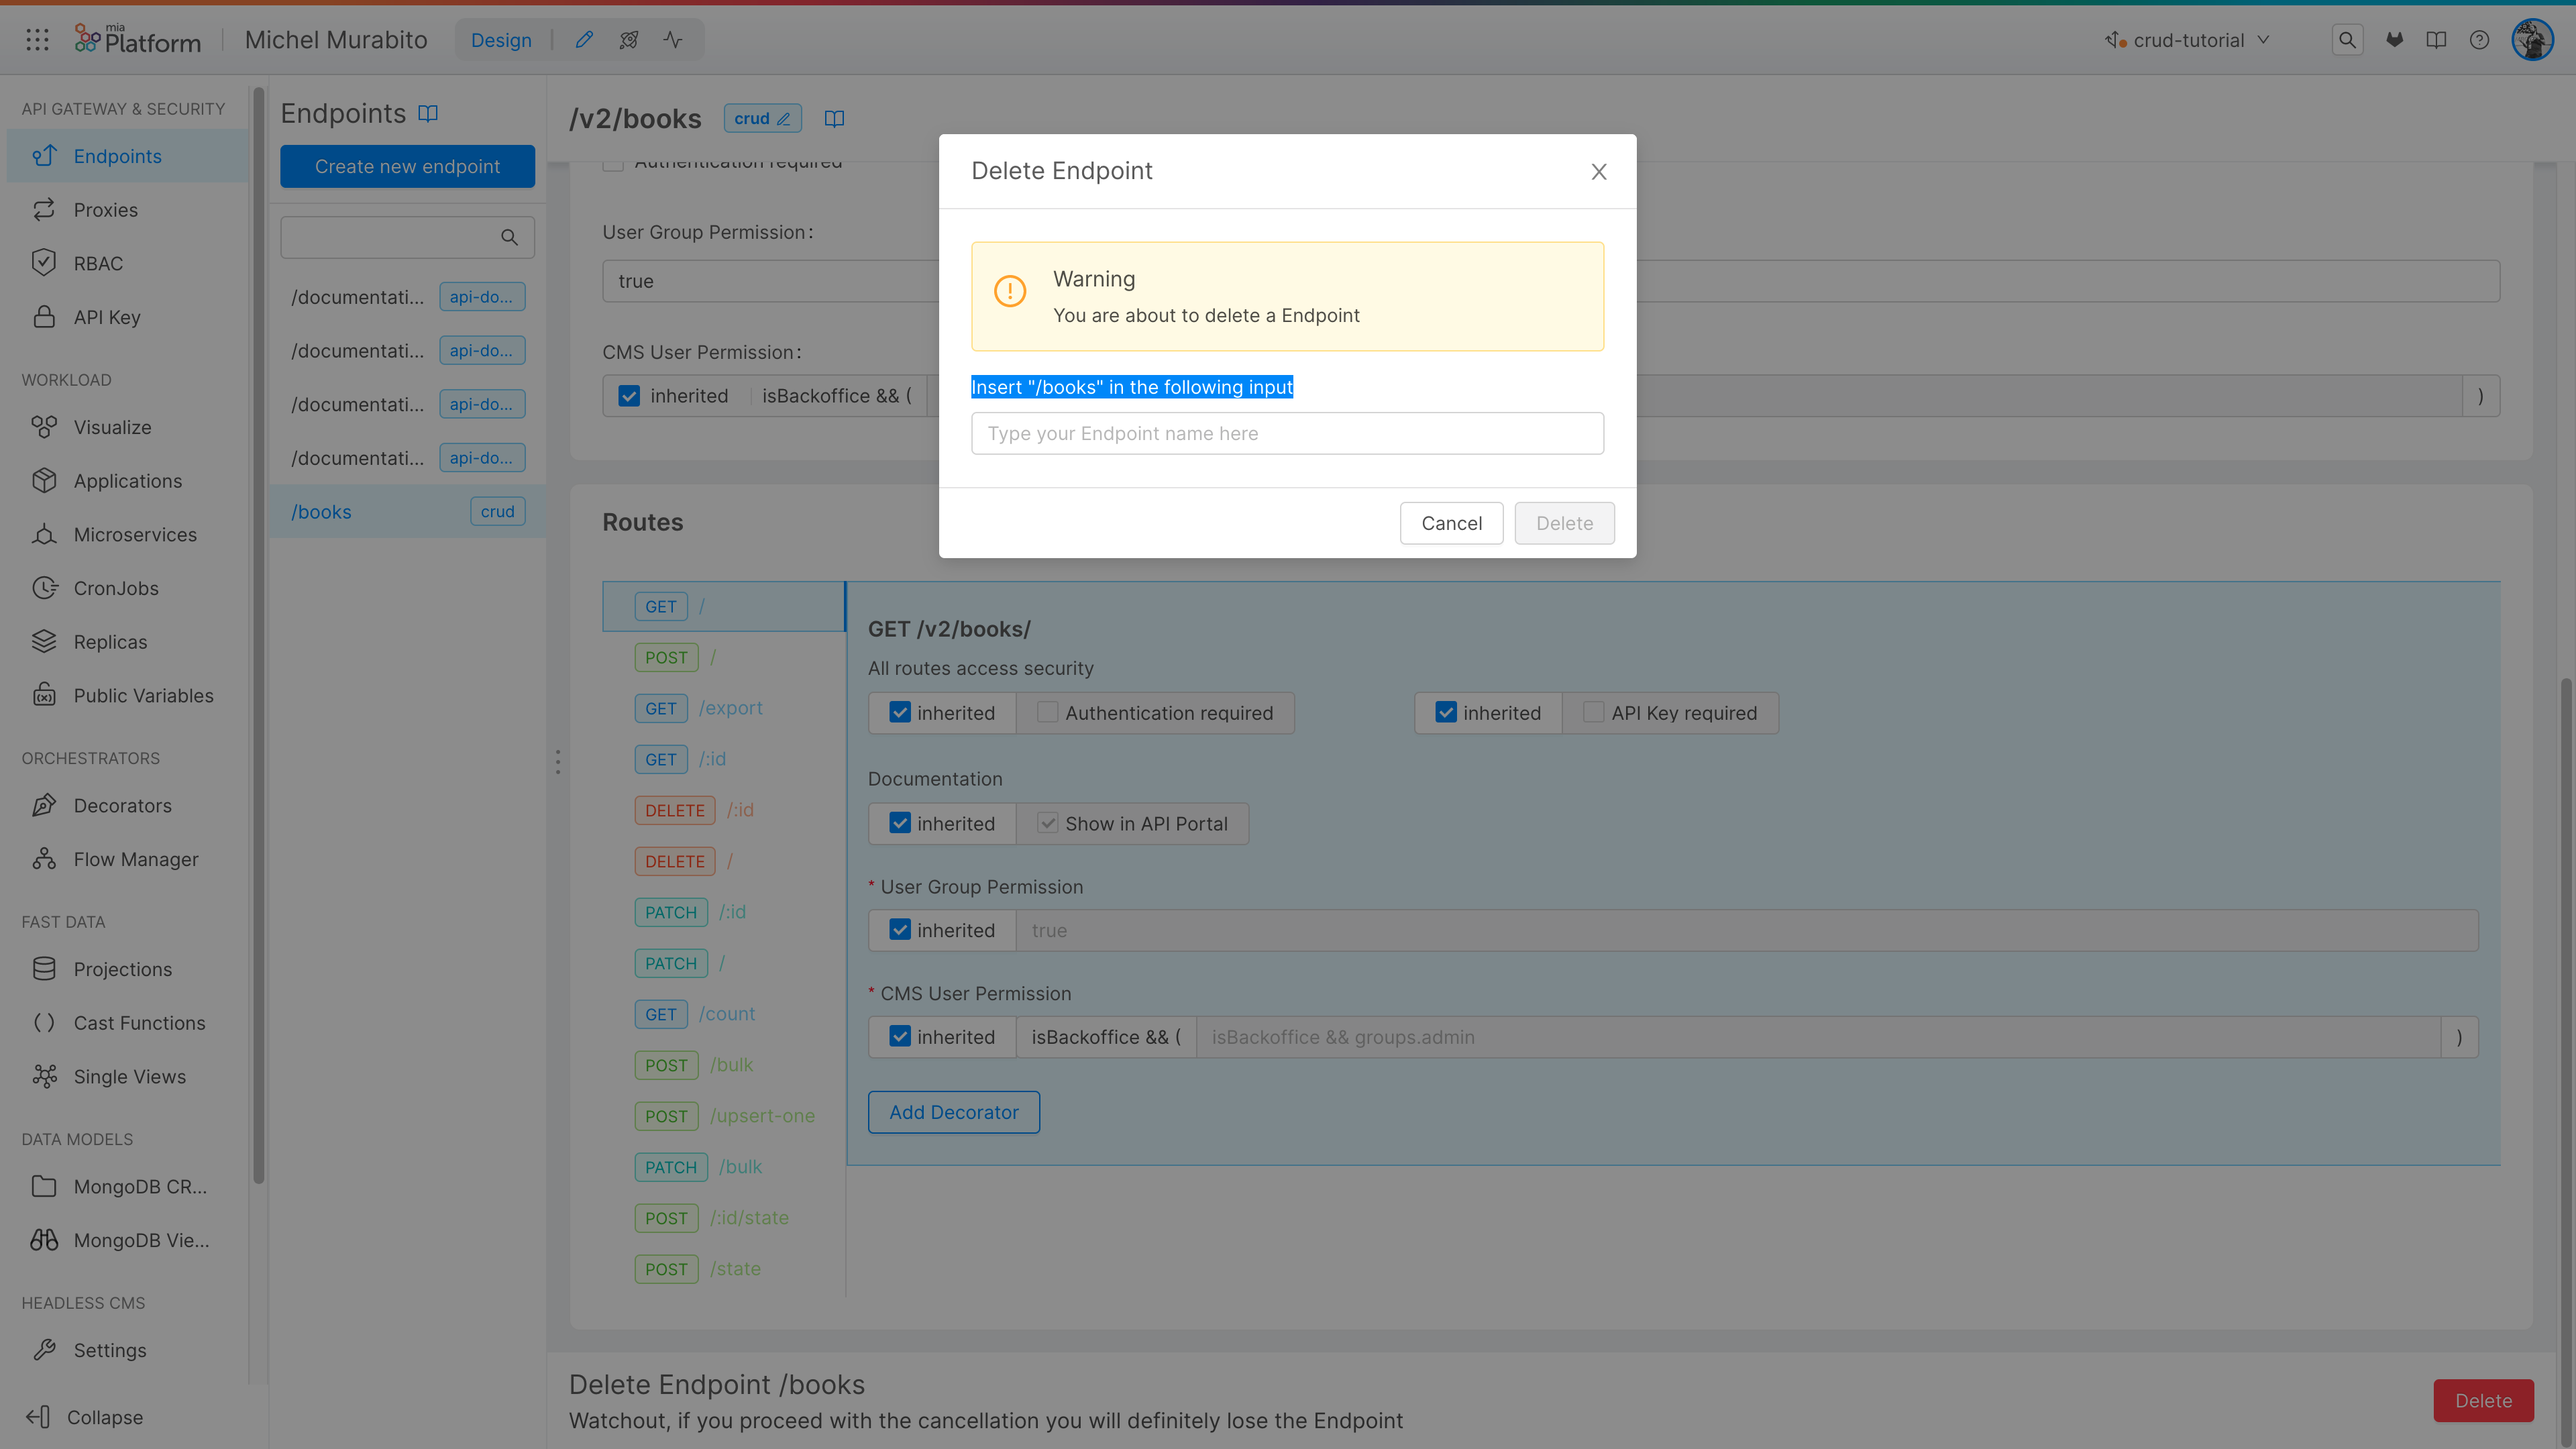 mia Platform
Michel Murabito
Design
crud-tutorial
API GATEWAY & SECURITY
Endpoints
Proxies
RBAC
API Key
WORKLOAD
Visualize
Applications
Microservices
CronJobs
Replicas
Public Variables
ORCHESTRATORS
Decorators
Flow Manager
FAST DATA
Projections
Cast Functions
Single Views
DATA MODELS
MongoDB CR...
MongoDB Vie...
HEADLESS CMS
Settings
Collapse
Endpoints
Create new endpoint
/documentati... api-do...
/documentati... api-do...
/documentati... api-do...
/documentati... api-do...
/books crud
/v2/books crud
Authentication required
User Group Permission:
true
CMS User Permission:
inherited isBackoffice && ( )
Delete Endpoint
Warning
You are about to delete a Endpoint
Insert "/books" in the following input
Type your Endpoint name here
Cancel Delete
Routes
GET /
POST /
GET /export
GET /:id
DELETE /:id
DELETE /
PATCH /:id
PATCH /
GET /count
POST /bulk
POST /upsert-one
PATCH /bulk
POST /:id/state
POST /state
GET /v2/books/
All routes access security
inherited Authentication required inherited API Key required
Documentation
inherited Show in API Portal
* User Group Permission
inherited true
* CMS User Permission
inherited isBackoffice && ( isBackoffice && groups.admin )
Add Decorator
Delete Endpoint /books
Watchout, if you proceed with the cancellation you will definitely lose the Endpoint
Delete